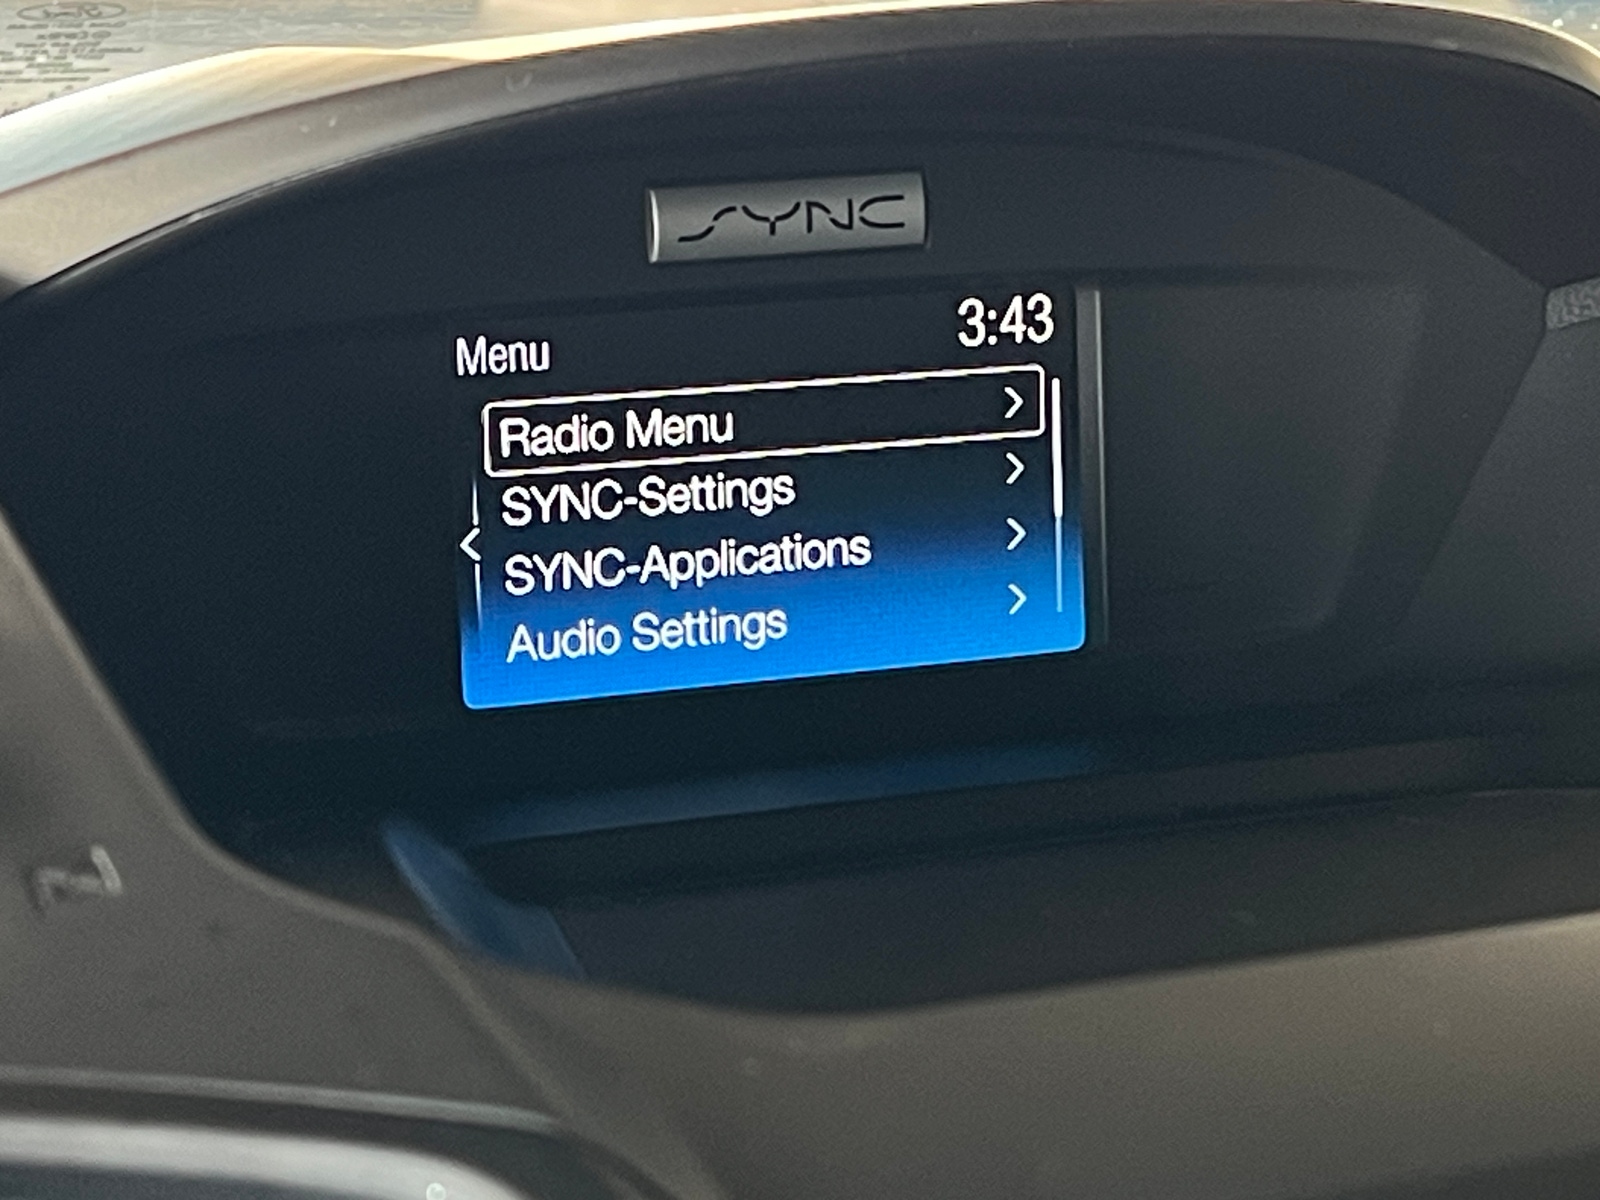 SYNC
Menu
3:43
Radio Menu
SYNC-Settings
SYNC-Applications
Audio Settings